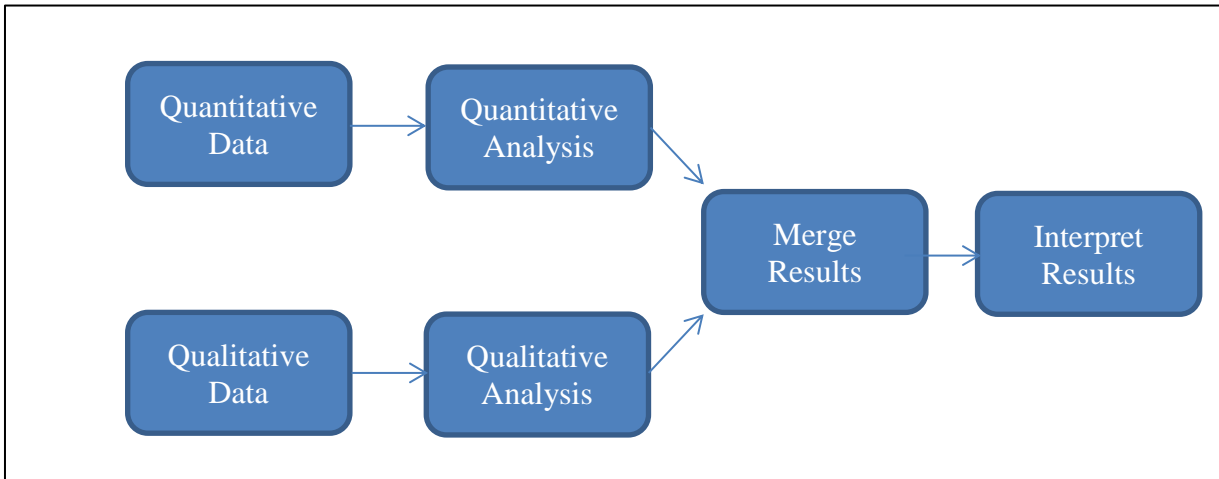 Quantitative
Data
Quantitative
Analysis
Merge
Results
Interpret
Results
Qualitative
Data
Qualitative
Analysis